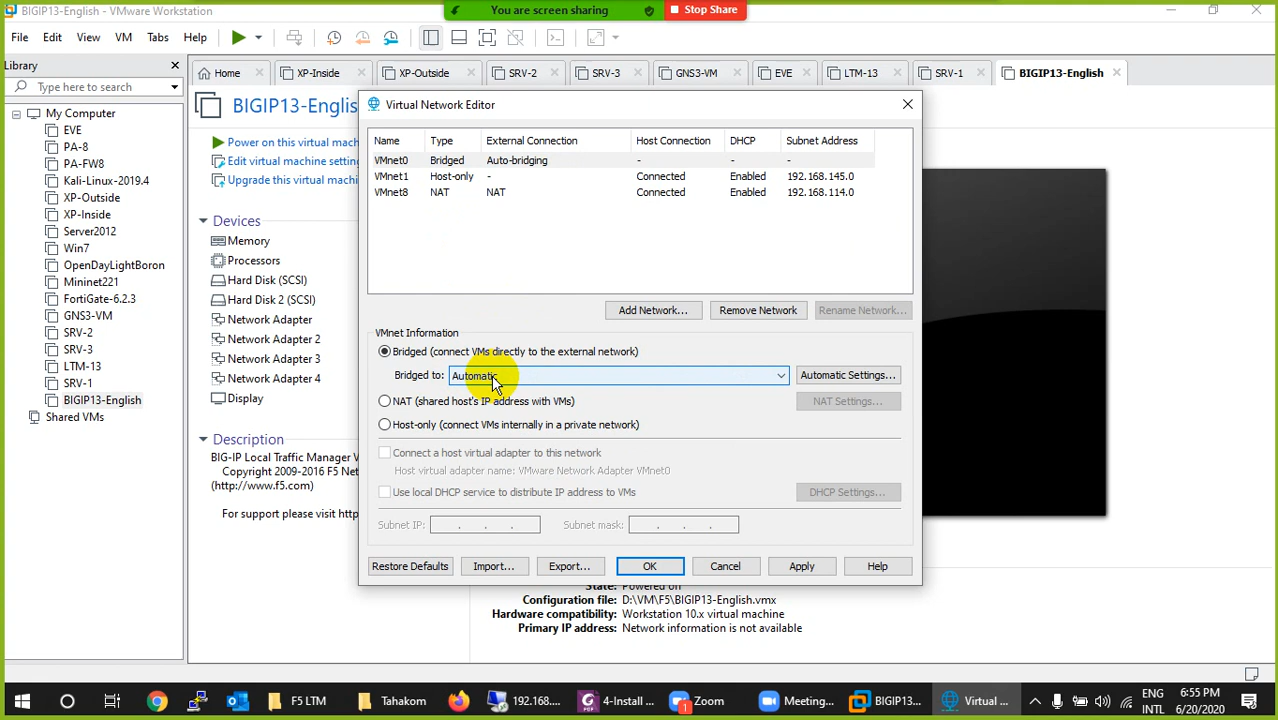 BIGIP13-English - VMware Workstation
You are screen sharing
Stop Share
File Edit View VM Tabs Help
Library
Type here to search
My Computer
EVE
PA-8
PA-FW8
Kali-Linux-2019.4
XP-Outside
XP-Inside
Server2012
Win7
OpenDayLightBoron
Mininet221
FortiGate-6.2.3
GNS3-VM
SRV-2
SRV-3
LTM-13
SRV-1
BIGIP13-English
Shared VMs
Home XP-Inside XP-Outside SRV-2 SRV-3 GNS3-VM EVE LTM-13 SRV-1 BIGIP13-English
BIGIP13-Englis
Power on this virtual mach
Edit virtual machine setting
Upgrade this virtual machi
Devices
Memory
Processors
Hard Disk (SCSI)
Hard Disk 2 (SCSI)
Network Adapter
Network Adapter 2
Network Adapter 3
Network Adapter 4
Display
Description
BIG-IP Local Traffic Manager V
Copyright 2009-2016 F5 Net
(http://www.f5.com)
For support please visit http
Virtual Network Editor
Name Type External Connection Host Connection DHCP Subnet Address
VMnet0 Bridged Auto-bridging - - -
VMnet1 Host-only - Connected Enabled 192.168.145.0
VMnet8 NAT NAT Connected Enabled 192.168.114.0
Add Network... Remove Network Rename Network...
VMnet Information
Bridged (connect VMs directly to the external network)
Bridged to: Automatic Automatic Settings...
NAT (shared host's IP address with VMs) NAT Settings...
Host-only (connect VMs internally in a private network)
Connect a host virtual adapter to this network
Host virtual adapter name: VMware Network Adapter VMnet0
Use local DHCP service to distribute IP address to VMs DHCP Settings...
Subnet IP: . . . Subnet mask: . . .
Restore Defaults Import... Export... OK Cancel Apply Help
State: Powered off
Configuration file: D:\VM\F5\BIGIP13-English.vmx
Hardware compatibility: Workstation 10.x virtual machine
Primary IP address: Network information is not available
F5 LTM Tahakom 192.168.... 4-Install ... Zoom 1 Meeting... BIGIP13... Virtual ...
ENG
INTL
6:55 PM
6/20/2020